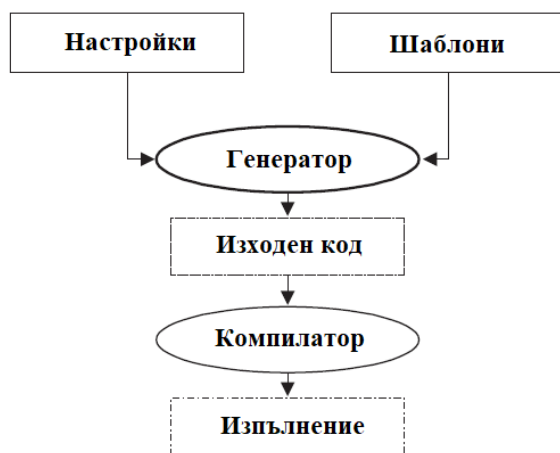 Настройки
Шаблони
Генератор
Изходен код
Компилатор
Изпълнение